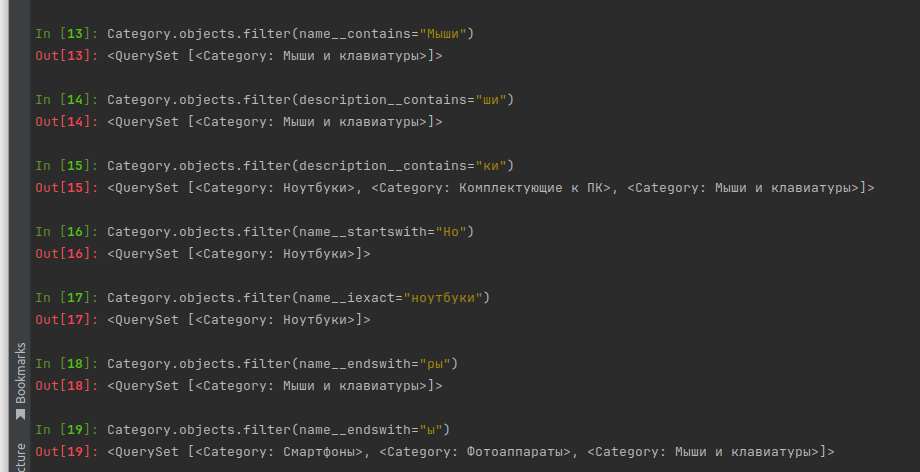 In [13]: Category.objects.filter(name__contains="Мыши")
Out[13]: <QuerySet [<Category: Мыши и клавиатуры>]>
In [14]: Category.objects.filter(description__contains="ши")
Out[14]: <QuerySet [<Category: Мыши и клавиатуры>]>
In [15]: Category.objects.filter(description__contains="ки")
Out[15]: <QuerySet [<Category: Ноутбуки>, <Category: Комплектующие к ПК>, <Category: Мыши и клавиатуры>]>
In [16]: Category.objects.filter(name__startswith="Но")
Out[16]: <QuerySet [<Category: Ноутбуки>]>
In [17]: Category.objects.filter(name__iexact="ноутбуки")
Out[17]: <QuerySet [<Category: Ноутбуки>]>
In [18]: Category.objects.filter(name__endswith="ры")
Out[18]: <QuerySet [<Category: Мыши и клавиатуры>]>
In [19]: Category.objects.filter(name__endswith="ы")
Out[19]: <QuerySet [<Category: Смартфоны>, <Category: Фотоаппараты>, <Category: Мыши и клавиатуры>]>
Bookmarks
cture